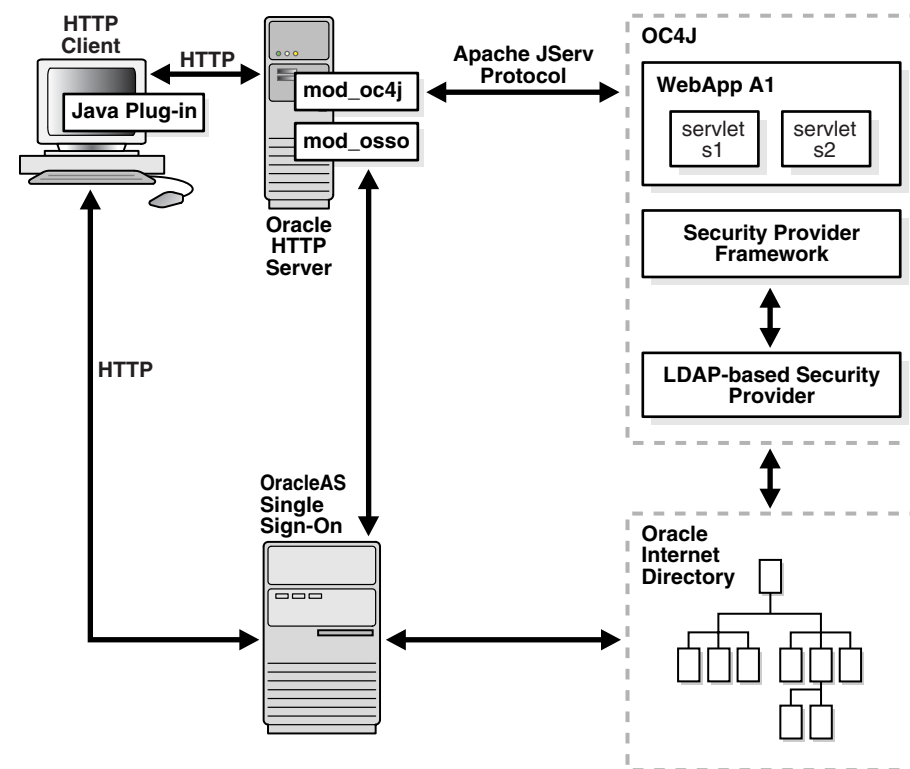 HTTP
Client
Java Plug-in
HTTP
mod_oc4j
mod_osso
Oracle
HTTP
Server
Apache JServ
Protocol
OC4J
WebApp A1
servlet
s1
servlet
s2
Security Provider
Framework
LDAP-based Security
Provider
HTTP
OracleAS
Single
Sign-On
Oracle
Internet
Directory